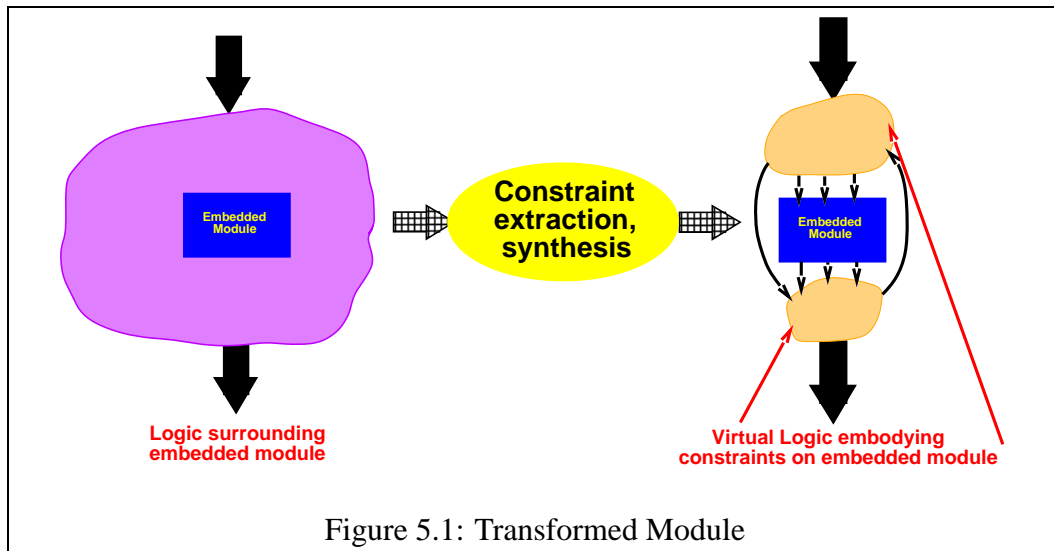 Embedded
Module
Logic surrounding
embedded module
Constraint
extraction,
synthesis
Embedded
Module
Virtual Logic embodying
constraints on embedded module
Figure 5.1: Transformed Module